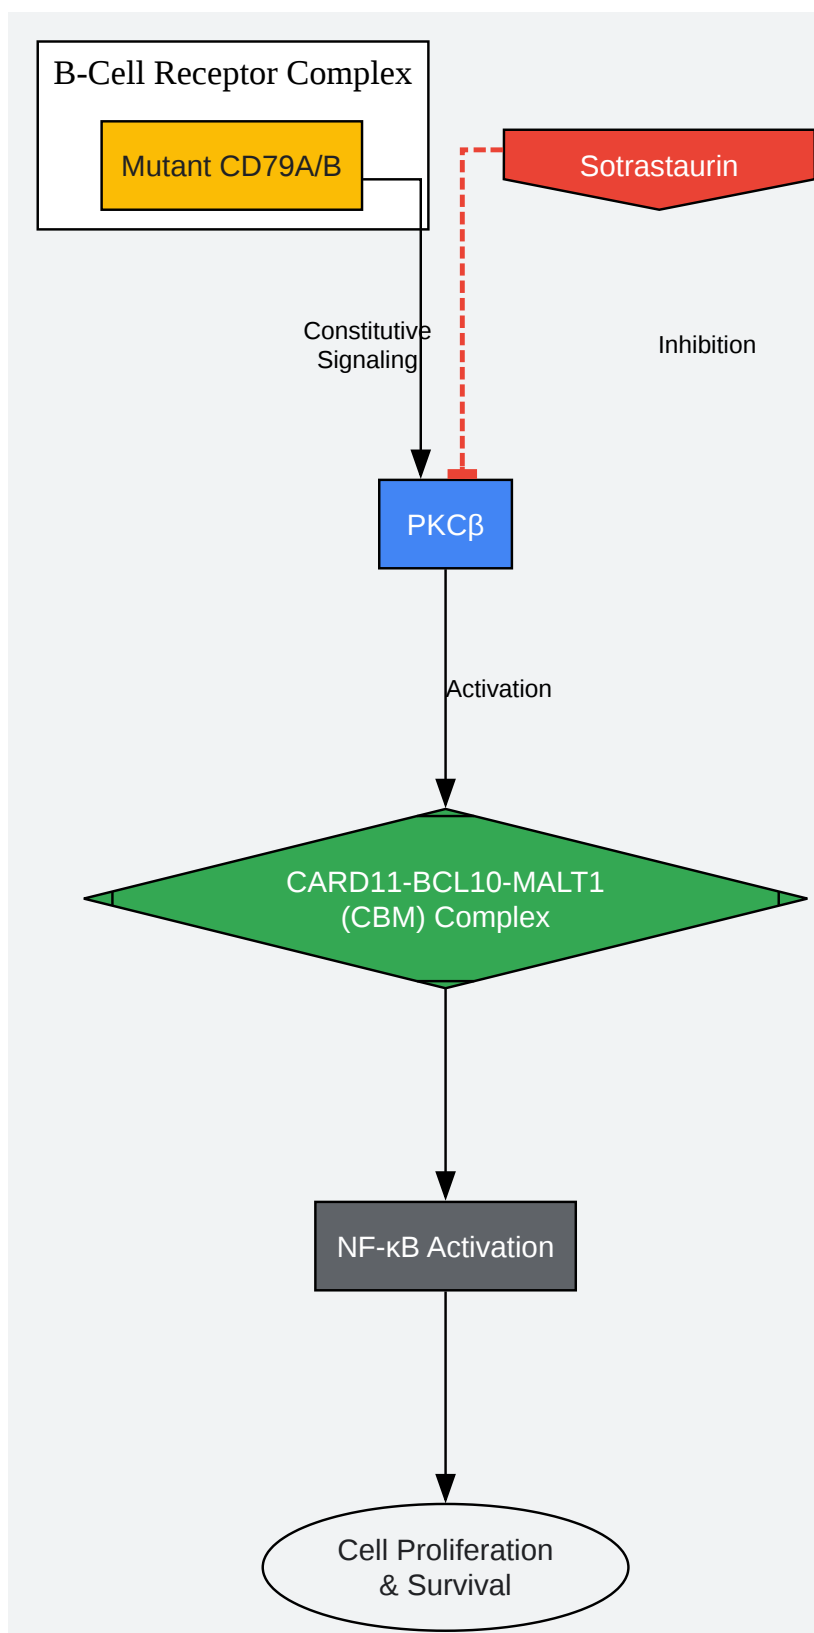 B-Cell Receptor Complex
Mutant CD79A/B
Sotrastaurin
Constitutive
Signaling
Inhibition
PKCβ
Activation
CARD11-BCL10-MALT1
(CBM) Complex
NF-κB Activation
Cell Proliferation
& Survival